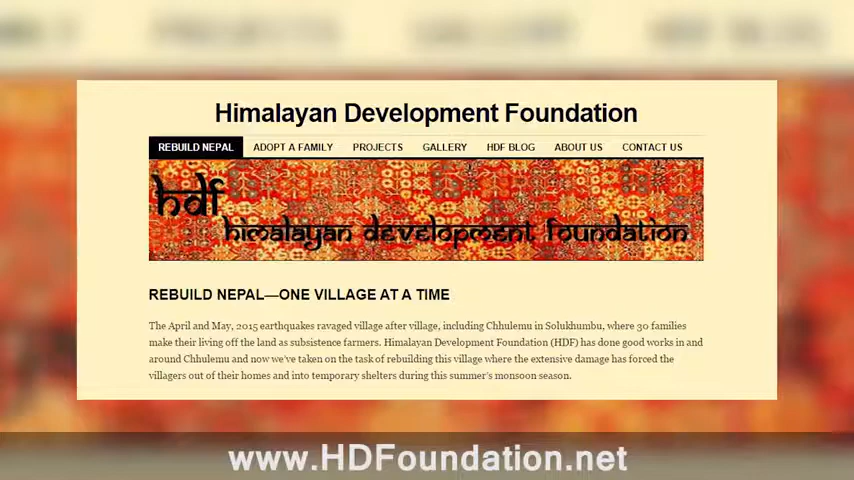 Himalayan Development Foundation
REBUILD NEPAL ADOPT A FAMILY PROJECTS GALLERY HDF BLOG ABOUT US CONTACT US
hdf
himalayan development foundation
REBUILD NEPAL—ONE VILLAGE AT A TIME
The April and May, 2015 earthquakes ravaged village after village, including Chhulemu in Solukhumbu, where 30 families
make their living off the land as subsistence farmers. Himalayan Development Foundation (HDF) has done good works in and
around Chhulemu and now we've taken on the task of rebuilding this village where the extensive damage has forced the
villagers out of their homes and into temporary shelters during this summer's monsoon season.
www.HDFoundation.net